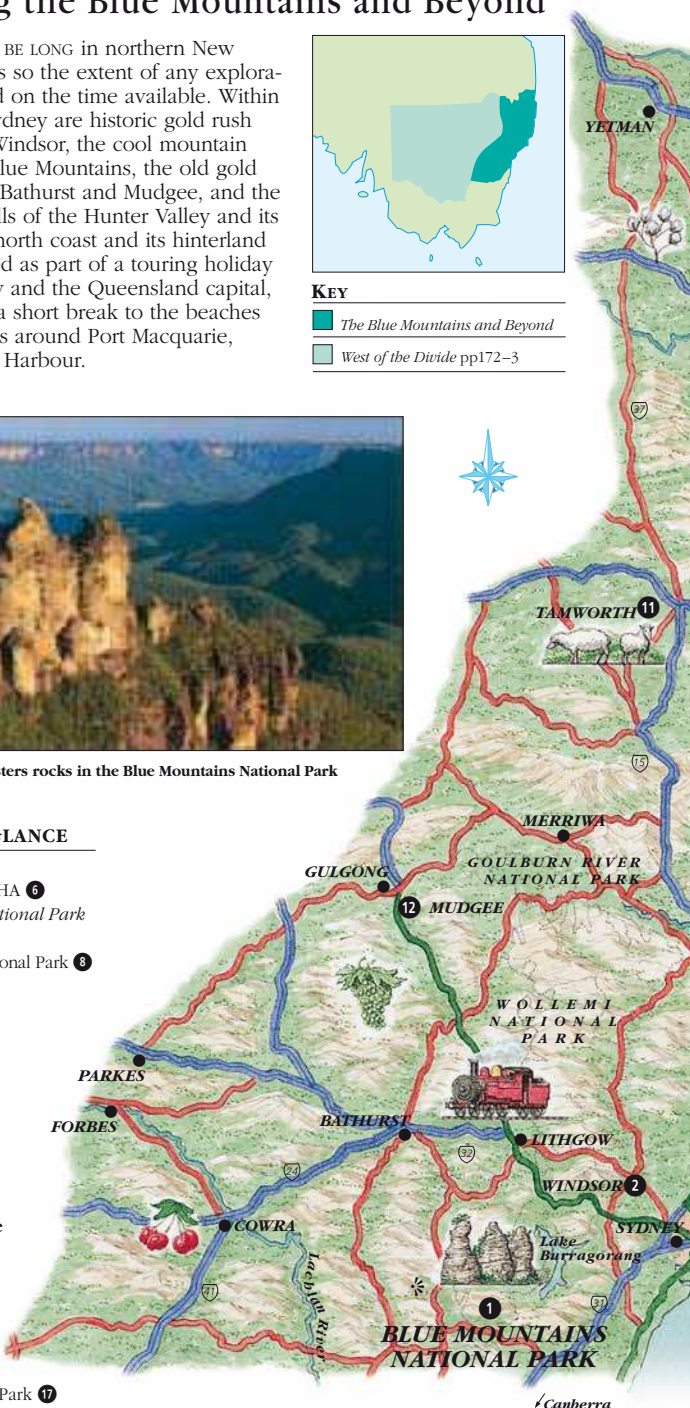 g the Blue Mountains and Beyond
BE LONG in northern New
s so the extent of any explora-
d on the time available. Within
ydney are historic gold rush
Windsor, the cool mountain
lue Mountains, the old gold
Bathurst and Mudgee, and the
lls of the Hunter Valley and its
north coast and its hinterland
d as part of a touring holiday
y and the Queensland capital,
a short break to the beaches
s around Port Macquarie,
Harbour.
KEY
The Blue Mountains and Beyond
West of the Divide pp172–3
sters rocks in the Blue Mountains National Park
GLANCE
HA 6
tional Park
onal Park 8
e
Park 17
YETMAN
37
TAMWORTH 11
15
MERRIWA
GOULBURN RIVER
NATIONAL PARK
GULGONG
12 MUDGEE
WOLLEMI
NATIONAL
PARK
PARKES
FORBES
BATHURST
LITHGOW
32
24
WINDSOR 2
COWRA
SYDNEY
Lake
Burragorang
Lachlan River
41
31
1
BLUE MOUNTAINS
NATIONAL PARK
Canberra